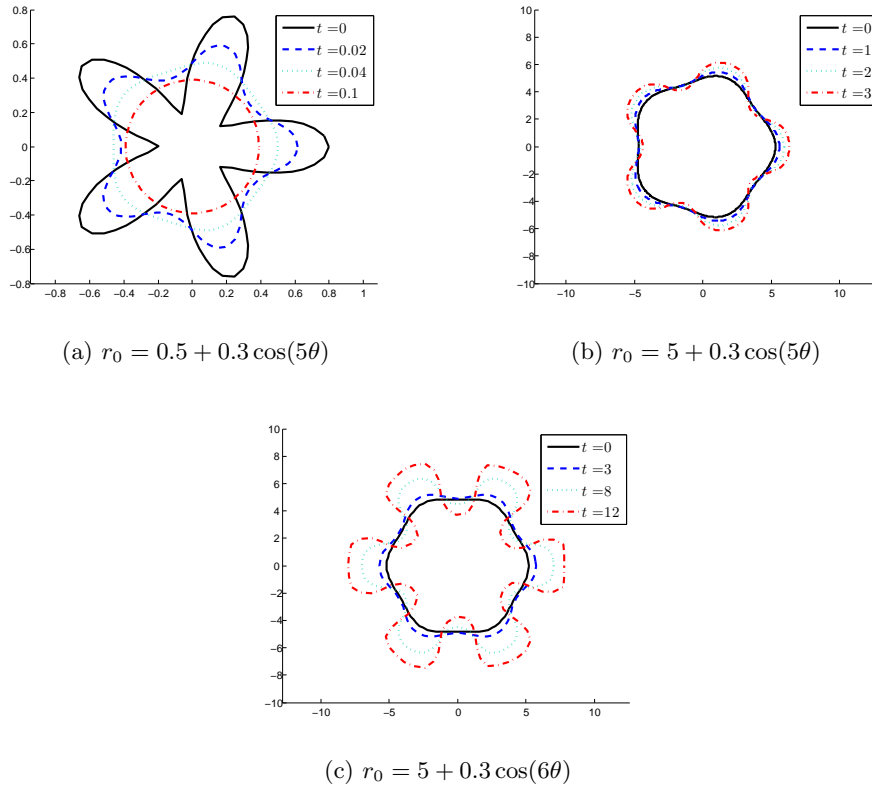 0.8
0.6
0.4
0.2
0
−0.2
−0.4
−0.6
−0.8
−0.8 −0.6 −0.4 −0.2 0 0.2 0.4 0.6 0.8 1
t =0
t =0.02
t =0.04
t =0.1
(a) r₀ = 0.5 + 0.3 cos(5θ)
10
8
6
4
2
0
−2
−4
−6
−8
−10
−10 −5 0 5 10
t =0
t =1
t =2
t =3
(b) r₀ = 5 + 0.3 cos(5θ)
10
8
6
4
2
0
−2
−4
−6
−8
−10
−10 −5 0 5 10
t =0
t =3
t =8
t =12
(c) r₀ = 5 + 0.3 cos(6θ)